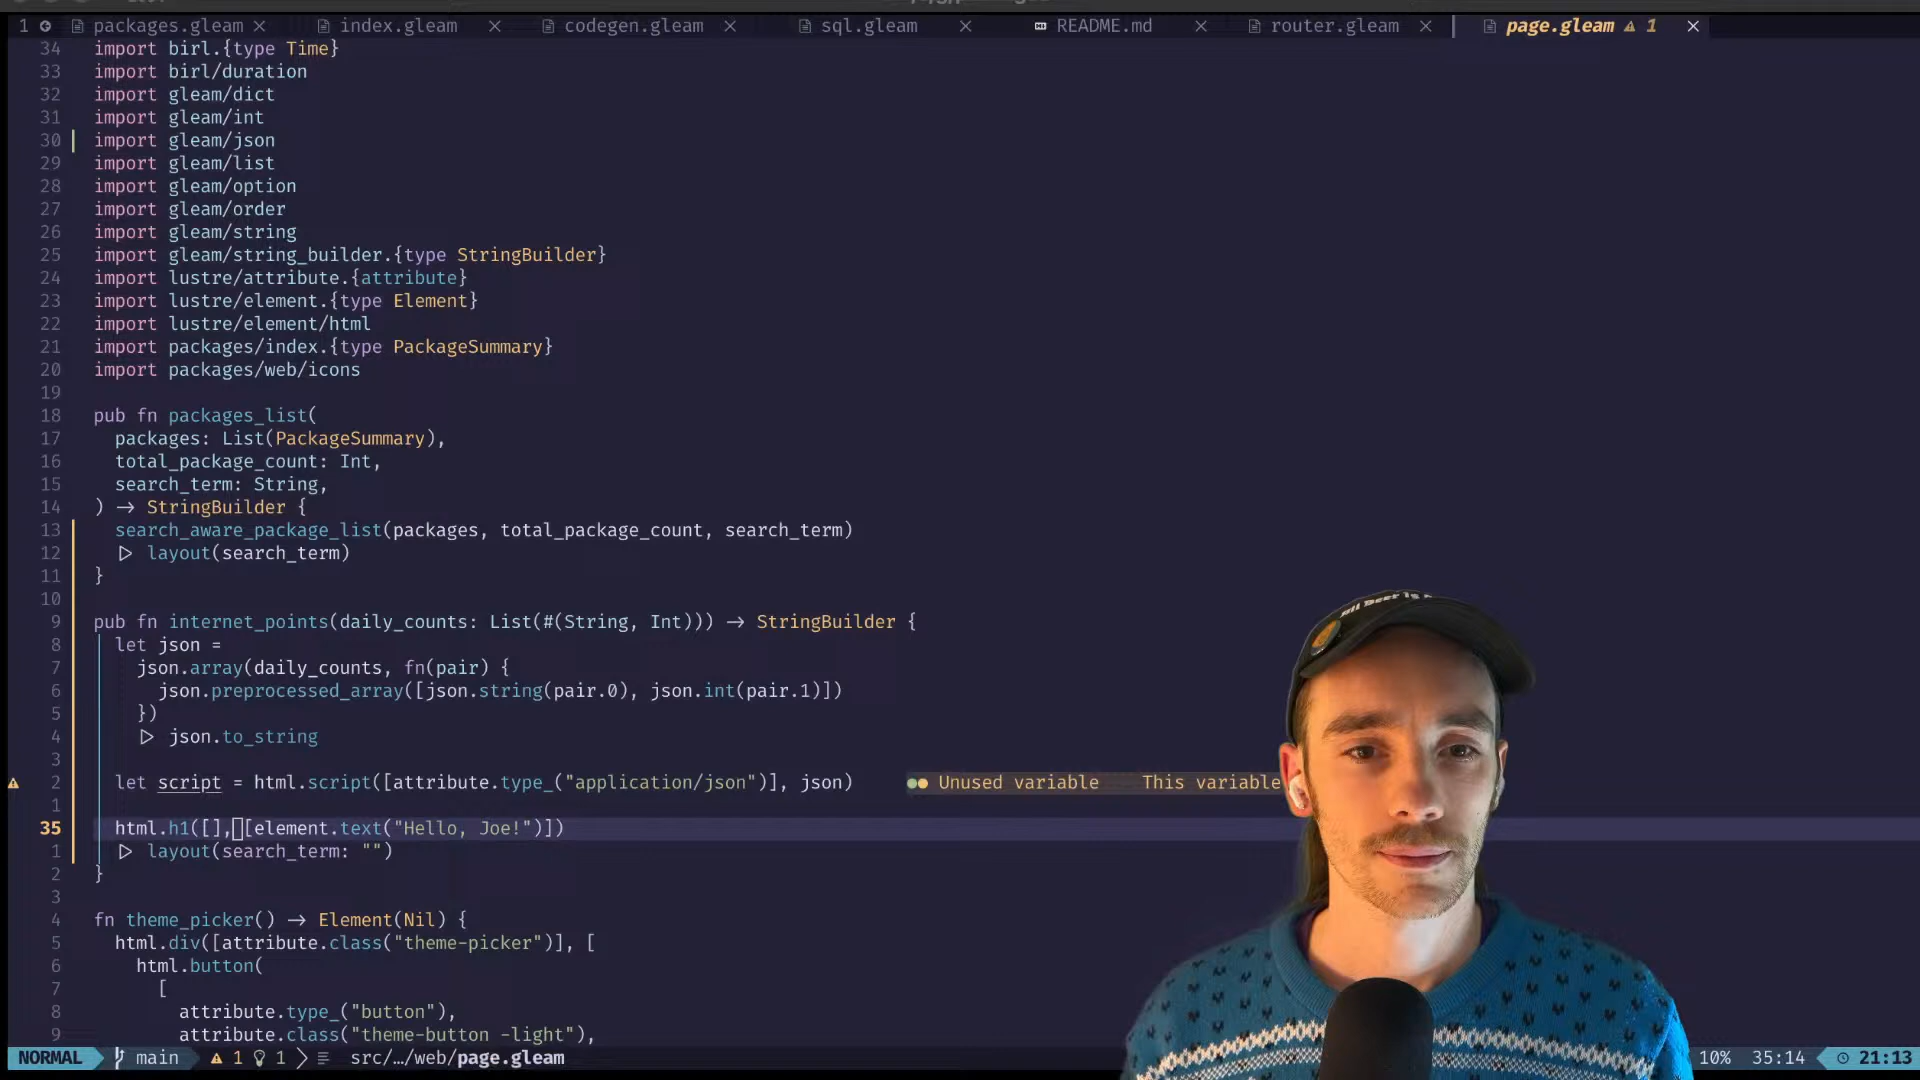 1 packages.gleam index.gleam codegen.gleam sql.gleam README.md router.gleam page.gleam 1
34 import birl.{type Time}
33 import birl/duration
32 import gleam/dict
31 import gleam/int
30 import gleam/json
29 import gleam/list
28 import gleam/option
27 import gleam/order
26 import gleam/string
25 import gleam/string_builder.{type StringBuilder}
24 import lustre/attribute.{attribute}
23 import lustre/element.{type Element}
22 import lustre/element/html
21 import packages/index.{type PackageSummary}
20 import packages/web/icons
19
18 pub fn packages_list(
17 packages: List(PackageSummary),
16 total_package_count: Int,
15 search_term: String,
14 ) -> StringBuilder {
13 search_aware_package_list(packages, total_package_count, search_term)
12 |> layout(search_term)
11 }
10
9 pub fn internet_points(daily_counts: List(#(String, Int))) -> StringBuilder {
8 let json =
7 json.array(daily_counts, fn(pair) {
6 json.preprocessed_array([json.string(pair.0), json.int(pair.1)])
5 })
4 |> json.to_string
3
2 let script = html.script([attribute.type_("application/json")], json) Unused variable This variable
1
35 html.h1([], [element.text("Hello, Joe!")])
1 |> layout(search_term: "")
2 }
3
4 fn theme_picker() -> Element(Nil) {
5 html.div([attribute.class("theme-picker")], [
6 html.button(
7 [
8 attribute.type_("button"),
9 attribute.class("theme-button -light"),
NORMAL main 1 1 src/…/web/page.gleam 10% 35:14 21:13